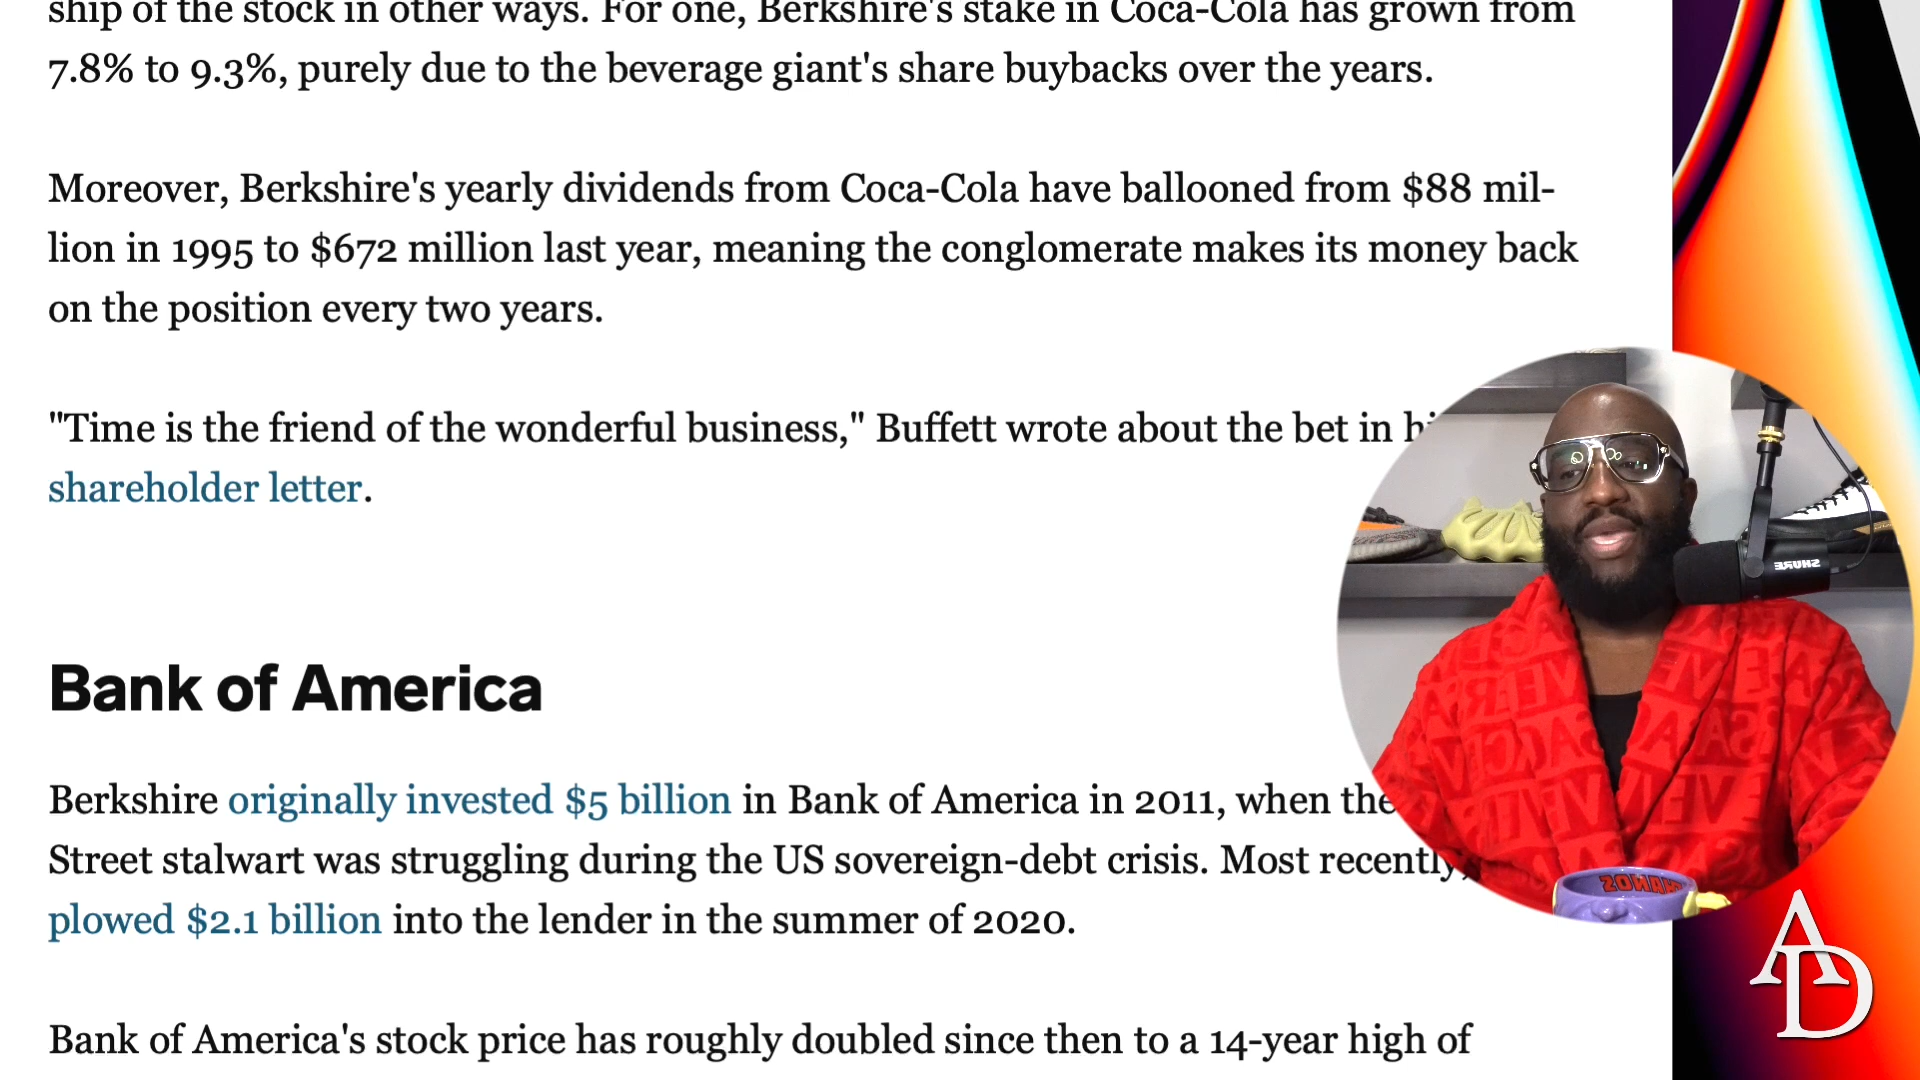 ship of the stock in other ways. For one, Berkshire's stake in Coca-Cola has grown from
7.8% to 9.3%, purely due to the beverage giant's share buybacks over the years.
Moreover, Berkshire's yearly dividends from Coca-Cola have ballooned from $88 mil-
lion in 1995 to $672 million last year, meaning the conglomerate makes its money back
on the position every two years.
"Time is the friend of the wonderful business," Buffett wrote about the bet in
shareholder letter.
Bank of America
Berkshire originally invested $5 billion in Bank of America in 2011, when the
Street stalwart was struggling during the US sovereign-debt crisis. Most recently,
plowed $2.1 billion into the lender in the summer of 2020.
Bank of America's stock price has roughly doubled since then to a 14-year high of
SHURE
AD